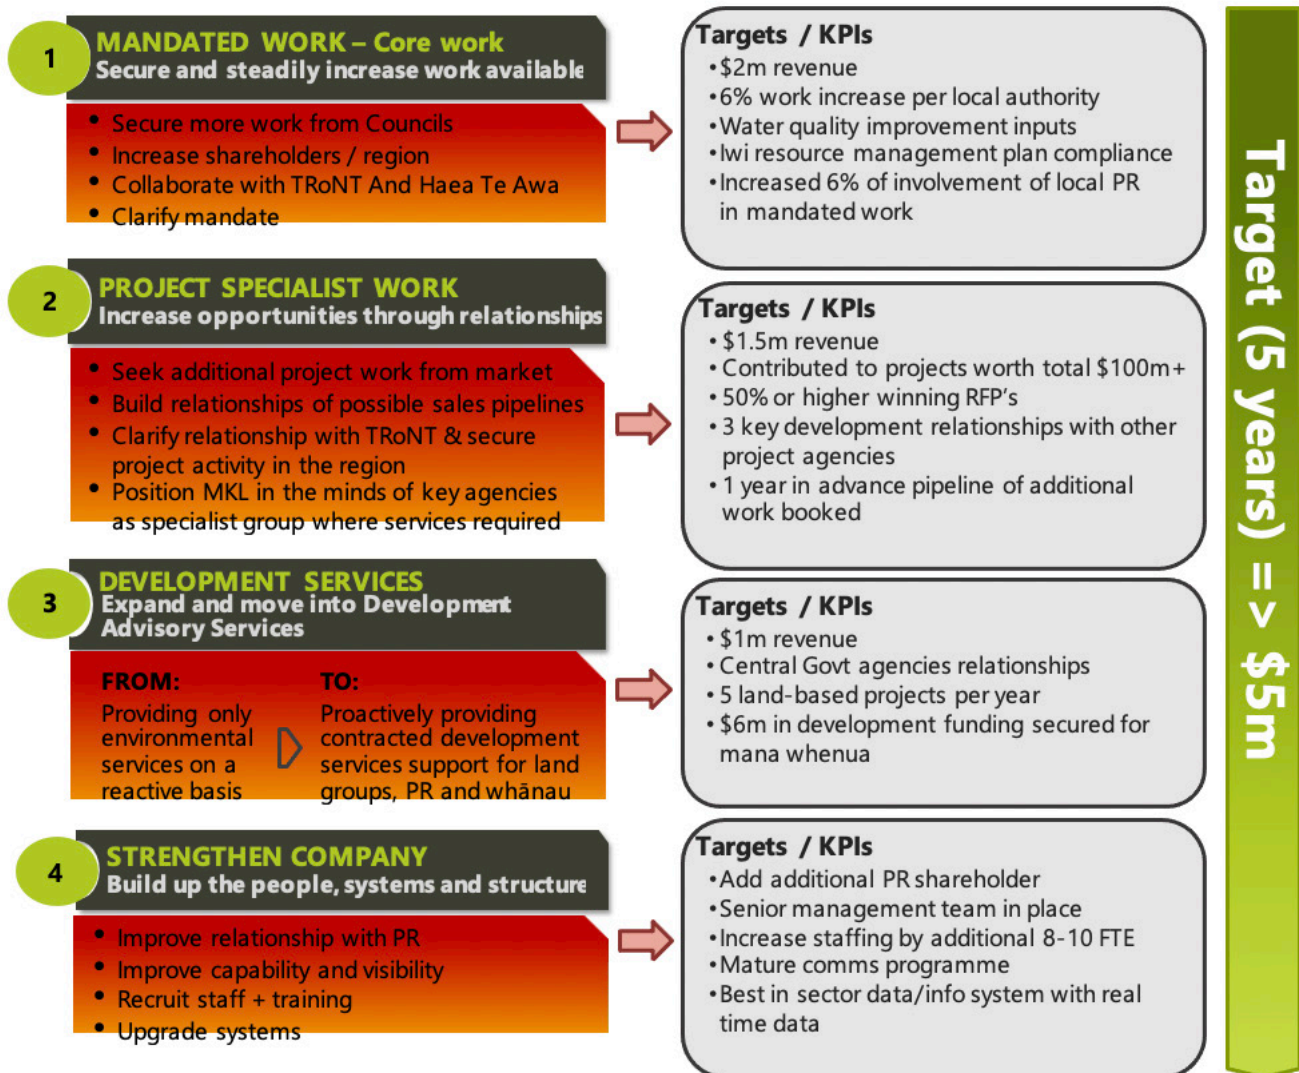 1
MANDATED WORK – Core work
Secure and steadily increase work available
• Secure more work from Councils
• Increase shareholders / region
• Collaborate with TRoNT And Haea Te Awa
• Clarify mandate
Targets / KPIs
• $2m revenue
• 6% work increase per local authority
• Water quality improvement inputs
• Iwi resource management plan compliance
• Increased 6% of involvement of local PR
in mandated work
2
PROJECT SPECIALIST WORK
Increase opportunities through relationships
• Seek additional project work from market
• Build relationships of possible sales pipelines
• Clarify relationship with TRoNT & secure
project activity in the region
• Position MKL in the minds of key agencies
as specialist group where services required
Targets / KPIs
• $1.5m revenue
• Contributed to projects worth total $100m+
• 50% or higher winning RFP's
• 3 key development relationships with other
project agencies
• 1 year in advance pipeline of additional
work booked
3
DEVELOPMENT SERVICES
Expand and move into Development
Advisory Services
FROM:
Providing only
environmental
services on a
reactive basis
TO:
Proactively providing
contracted development
services support for land
groups, PR and whānau
Targets / KPIs
• $1m revenue
• Central Govt agencies relationships
• 5 land-based projects per year
• $6m in development funding secured for
mana whenua
4
STRENGTHEN COMPANY
Build up the people, systems and structure
• Improve relationship with PR
• Improve capability and visibility
• Recruit staff + training
• Upgrade systems
Targets / KPIs
• Add additional PR shareholder
• Senior management team in place
• Increase staffing by additional 8-10 FTE
• Mature comms programme
• Best in sector data/info system with real
time data
Target (5 years) => $5m